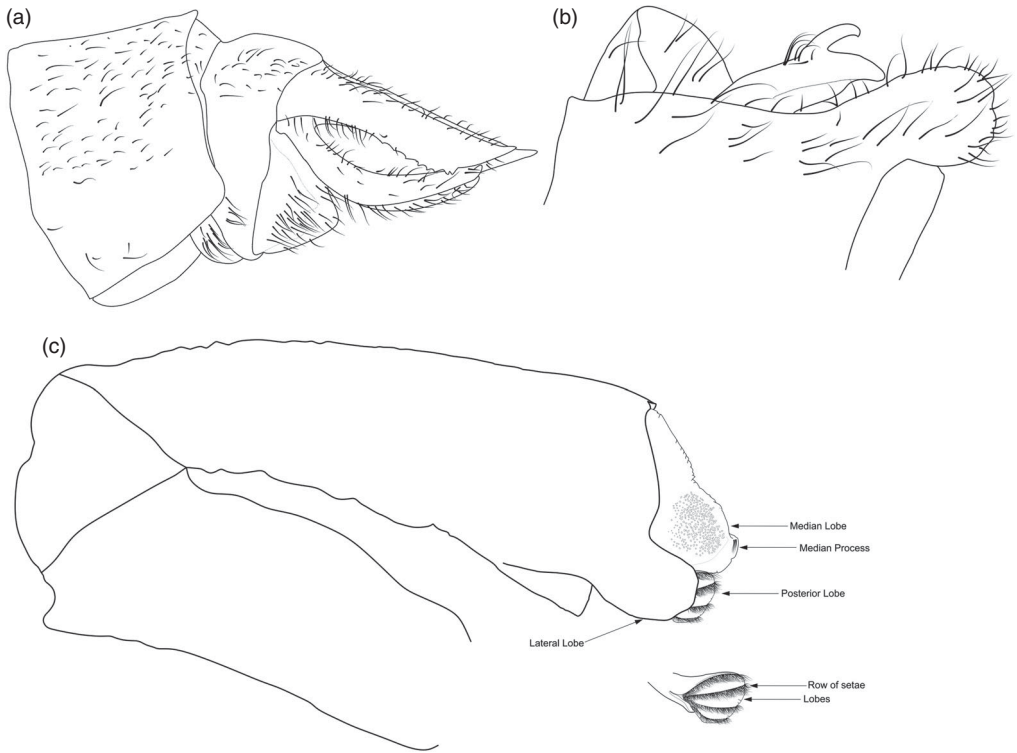 (a)
(b)
(c)
Median Lobe
Median Process
Posterior Lobe
Lateral Lobe
Row of setae
Lobes